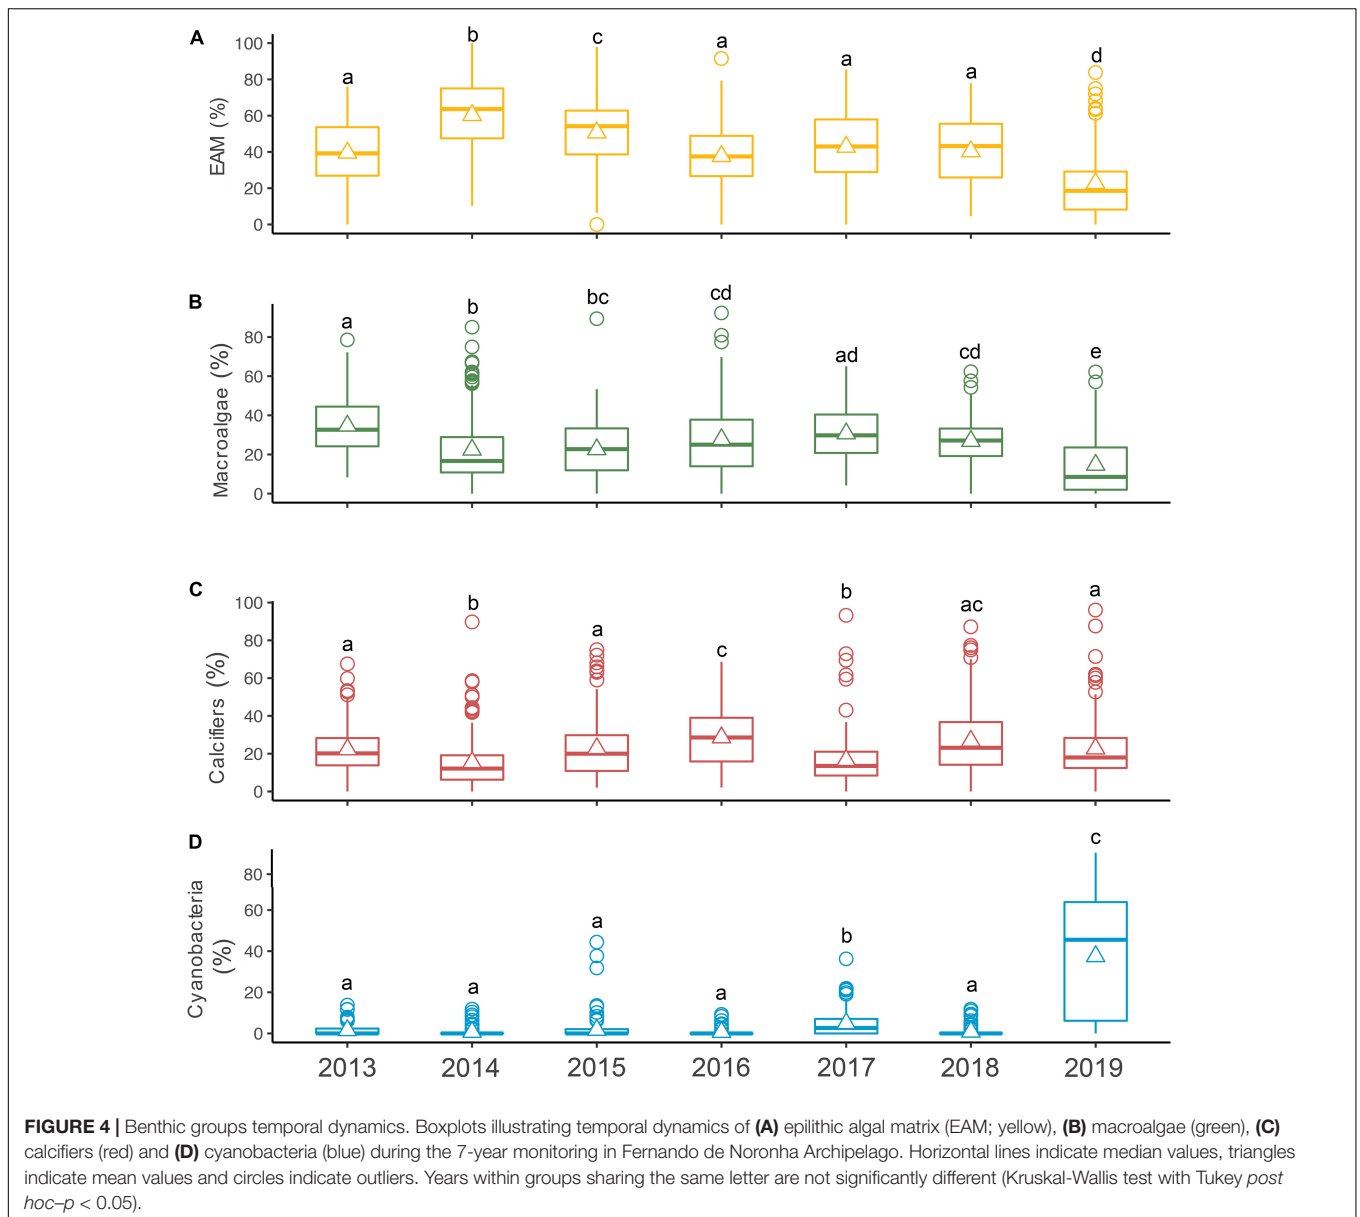 A
EAM (%)
100
80
60
40
20
0
a
b
c
a
a
a
d
B
Macroalgae (%)
80
60
40
20
0
a
b
bc
cd
ad
cd
e
C
Calcifiers (%)
100
80
60
40
20
0
a
b
a
c
b
ac
a
D
Cyanobacteria
(%)
80
60
40
20
0
a
a
a
a
b
a
c
2013 2014 2015 2016 2017 2018 2019
FIGURE 4 | Benthic groups temporal dynamics. Boxplots illustrating temporal dynamics of (A) epilithic algal matrix (EAM; yellow), (B) macroalgae (green), (C)
calcifiers (red) and (D) cyanobacteria (blue) during the 7-year monitoring in Fernando de Noronha Archipelago. Horizontal lines indicate median values, triangles
indicate mean values and circles indicate outliers. Years within groups sharing the same letter are not significantly different (Kruskal-Wallis test with Tukey post
hoc–p < 0.05).